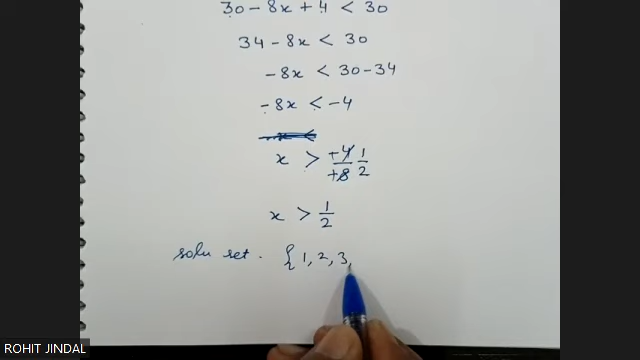 30 - 8x + 4 < 30
34 - 8x < 30
-8x < 30-34
-8x < -4
x > +4/+8 1/2
x > 1/2
solu set. { 1, 2, 3,
ROHIT JINDAL